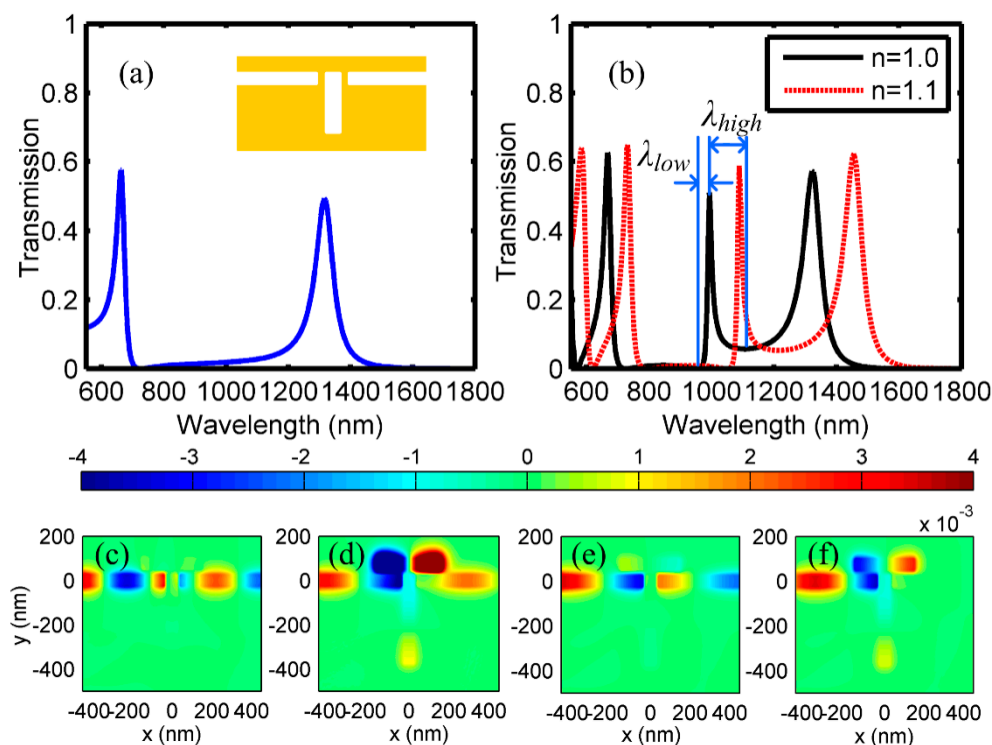 1
0.8
0.6
0.4
0.2
0
Transmission
(a)
600 800 1000 1200 1400 1600 1800
Wavelength (nm)
1
0.8
0.6
0.4
0.2
0
Transmission
(b)
n=1.0
n=1.1
λhigh
λlow
600 800 1000 1200 1400 1600 1800
Wavelength (nm)
-4 -3 -2 -1 0 1 2 3 4
x 10⁻³
200
0
-200
-400
y (nm)
(c)
-400-200 0 200 400
x (nm)
200
0
-200
-400
(d)
-400-200 0 200 400
x (nm)
200
0
-200
-400
(e)
-400-200 0 200 400
x (nm)
200
0
-200
-400
(f)
-400-200 0 200 400
x (nm)